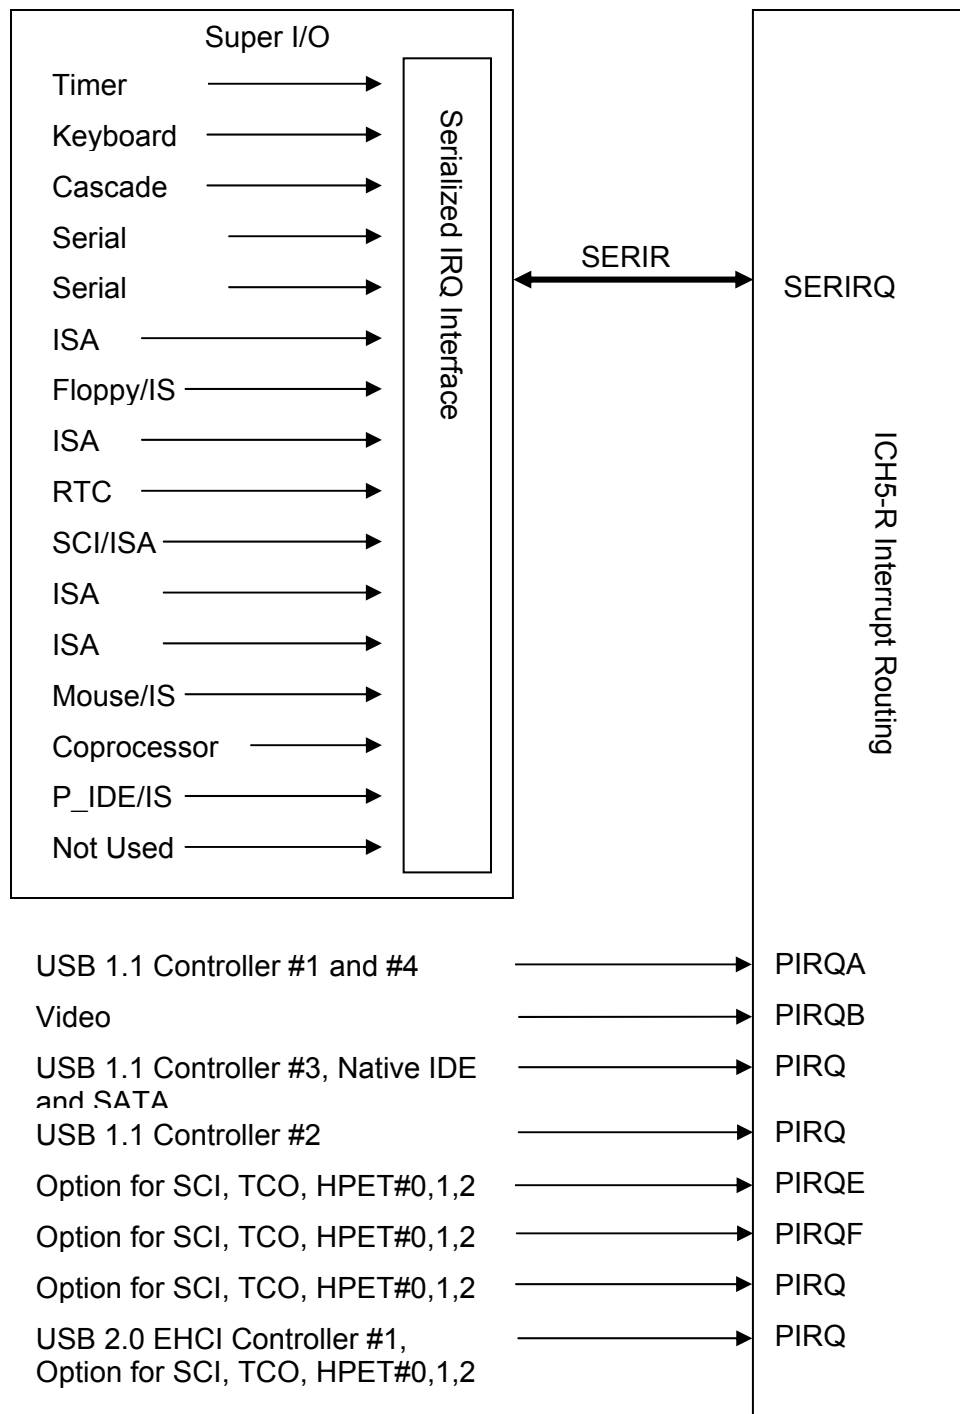 Super I/O
Timer
Keyboard
Cascade
Serial
Serial
ISA
Floppy/IS
ISA
RTC
SCI/ISA
ISA
ISA
Mouse/IS
Coprocessor
P_IDE/IS
Not Used
Serialized IRQ Interface
SERIR
SERIRQ
ICH5-R Interrupt Routing
USB 1.1 Controller #1 and #4
PIRQA
Video
PIRQB
USB 1.1 Controller #3, Native IDE
and SATA
PIRQ
USB 1.1 Controller #2
PIRQ
Option for SCI, TCO, HPET#0,1,2
PIRQE
Option for SCI, TCO, HPET#0,1,2
PIRQF
Option for SCI, TCO, HPET#0,1,2
PIRQ
USB 2.0 EHCI Controller #1,
Option for SCI, TCO, HPET#0,1,2
PIRQ